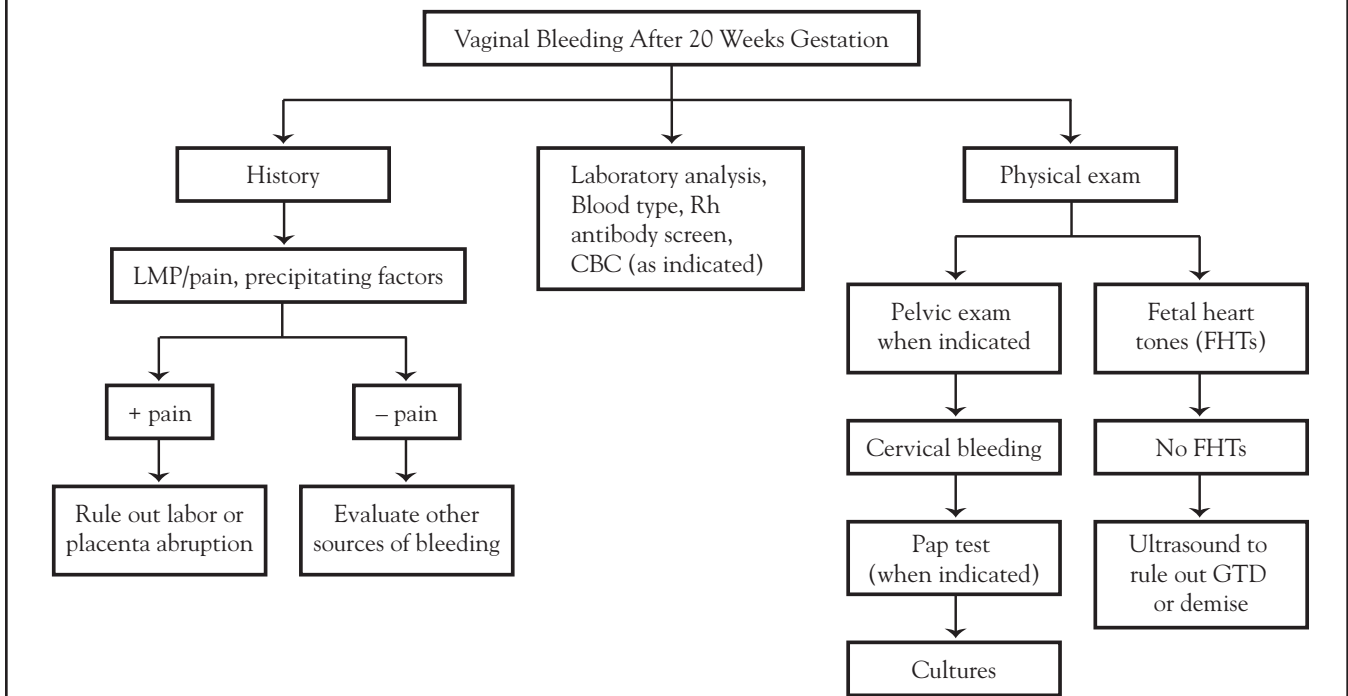 Vaginal Bleeding After 20 Weeks Gestation
History
Laboratory analysis,
Blood type, Rh
antibody screen,
CBC (as indicated)
Physical exam
LMP/pain, precipitating factors
+ pain
– pain
Rule out labor or
placenta abruption
Evaluate other
sources of bleeding
Pelvic exam
when indicated
Cervical bleeding
Pap test
(when indicated)
Cultures
Fetal heart
tones (FHTs)
No FHTs
Ultrasound to
rule out GTD
or demise